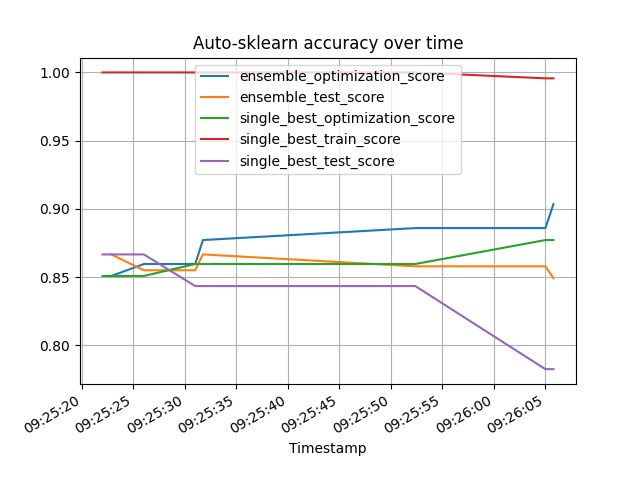 Auto-sklearn accuracy over time
1.00
0.95
0.90
0.85
0.80
ensemble_optimization_score
ensemble_test_score
single_best_optimization_score
single_best_train_score
single_best_test_score
09:25:20
09:25:25
09:25:30
09:25:35
09:25:40
09:25:45
09:25:50
09:25:55
09:26:00
09:26:05
Timestamp